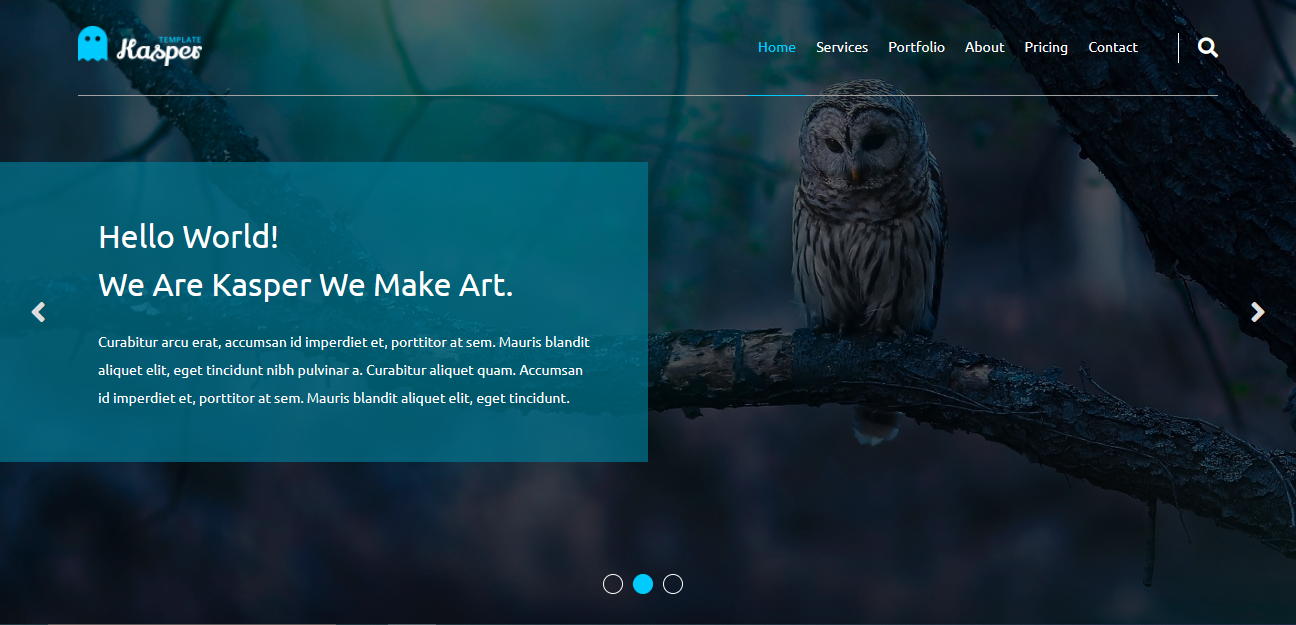 TEMPLATE
Kasper
Home Services Portfolio About Pricing Contact
Hello World!
We Are Kasper We Make Art.
Curabitur arcu erat, accumsan id imperdiet et, porttitor at sem. Mauris blandit
aliquet elit, eget tincidunt nibh pulvinar a. Curabitur aliquet quam. Accumsan
id imperdiet et, porttitor at sem. Mauris blandit aliquet elit, eget tincidunt.